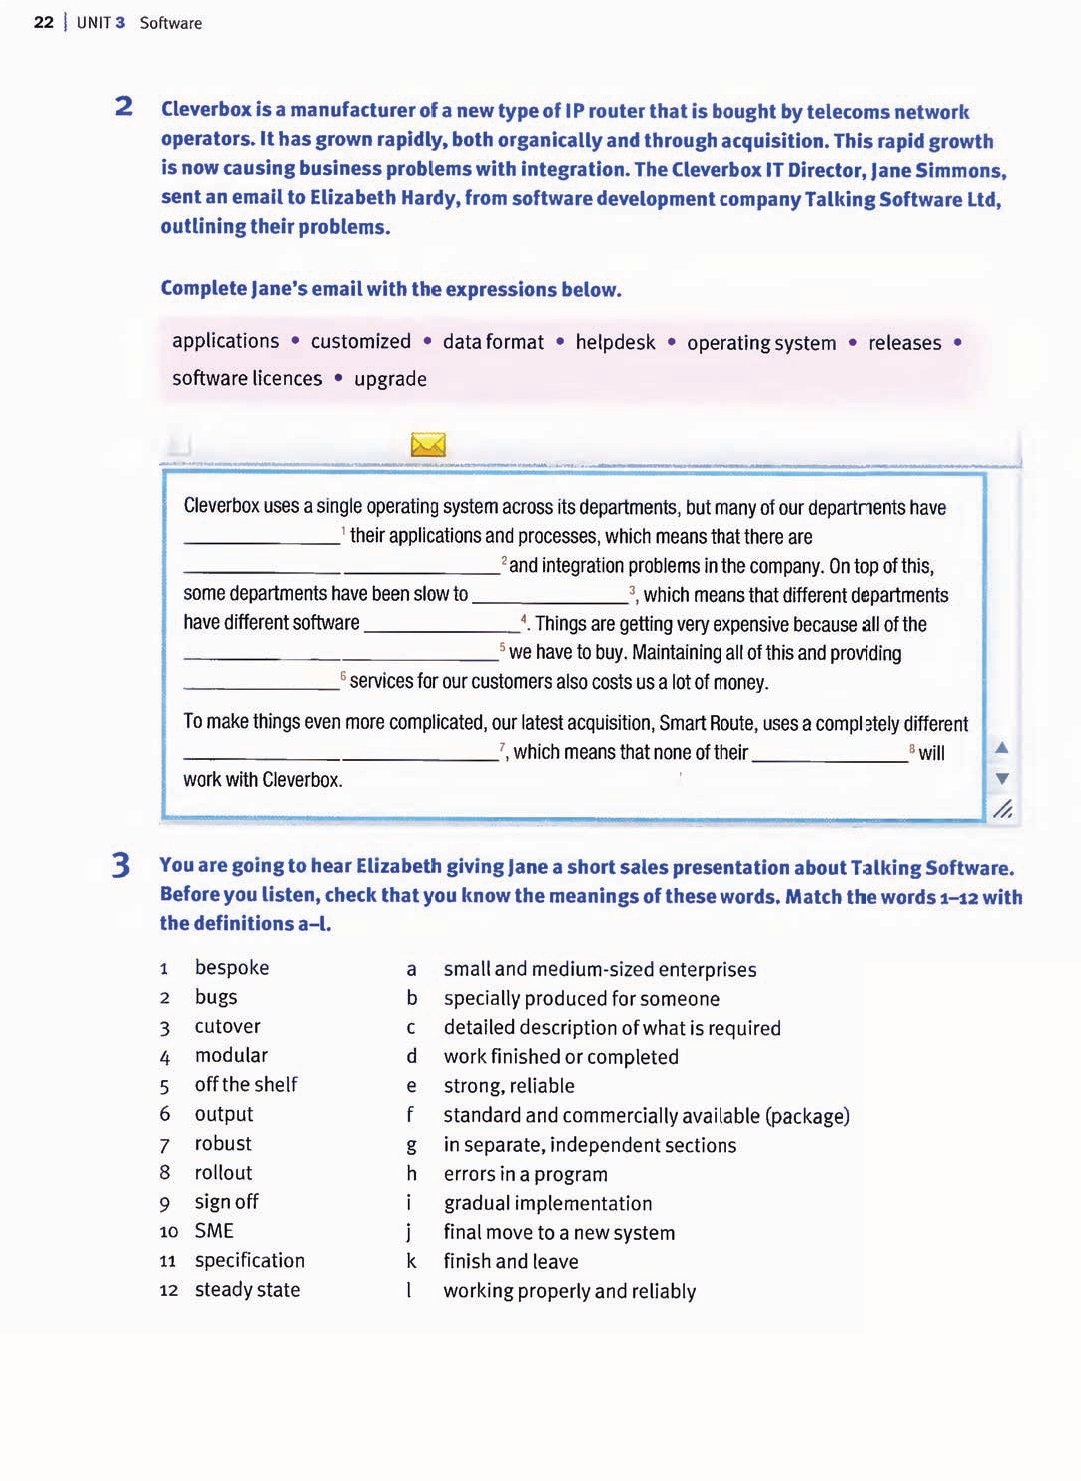 22 | UNIT 3 Software
2 Cleverbox is a manufacturer of a new type of IP router that is bought by telecoms network
operators. It has grown rapidly, both organically and through acquisition. This rapid growth
is now causing business problems with integration. The Cleverbox IT Director, Jane Simmons,
sent an email to Elizabeth Hardy, from software development company Talking Software Ltd,
outlining their problems.
Complete Jane's email with the expressions below.
applications • customized • data format • helpdesk • operating system • releases •
software licences • upgrade
Cleverbox uses a single operating system across its departments, but many of our departments have
_______________ 1 their applications and processes, which means that there are
_______________ _______________ 2 and integration problems in the company. On top of this,
some departments have been slow to _______________ 3, which means that different departments
have different software _______________ 4. Things are getting very expensive because all of the
_______________ _______________ 5 we have to buy. Maintaining all of this and providing
_______________ 6 services for our customers also costs us a lot of money.
To make things even more complicated, our latest acquisition, Smart Route, uses a completely different
_______________ _______________ 7, which means that none of their _______________ 8 will
work with Cleverbox.
3 You are going to hear Elizabeth giving Jane a short sales presentation about Talking Software.
Before you listen, check that you know the meanings of these words. Match the words 1–12 with
the definitions a–l.
1 bespoke a small and medium-sized enterprises
2 bugs b specially produced for someone
3 cutover c detailed description of what is required
4 modular d work finished or completed
5 off the shelf e strong, reliable
6 output f standard and commercially available (package)
7 robust g in separate, independent sections
8 rollout h errors in a program
9 sign off i gradual implementation
10 SME j final move to a new system
11 specification k finish and leave
12 steady state l working properly and reliably